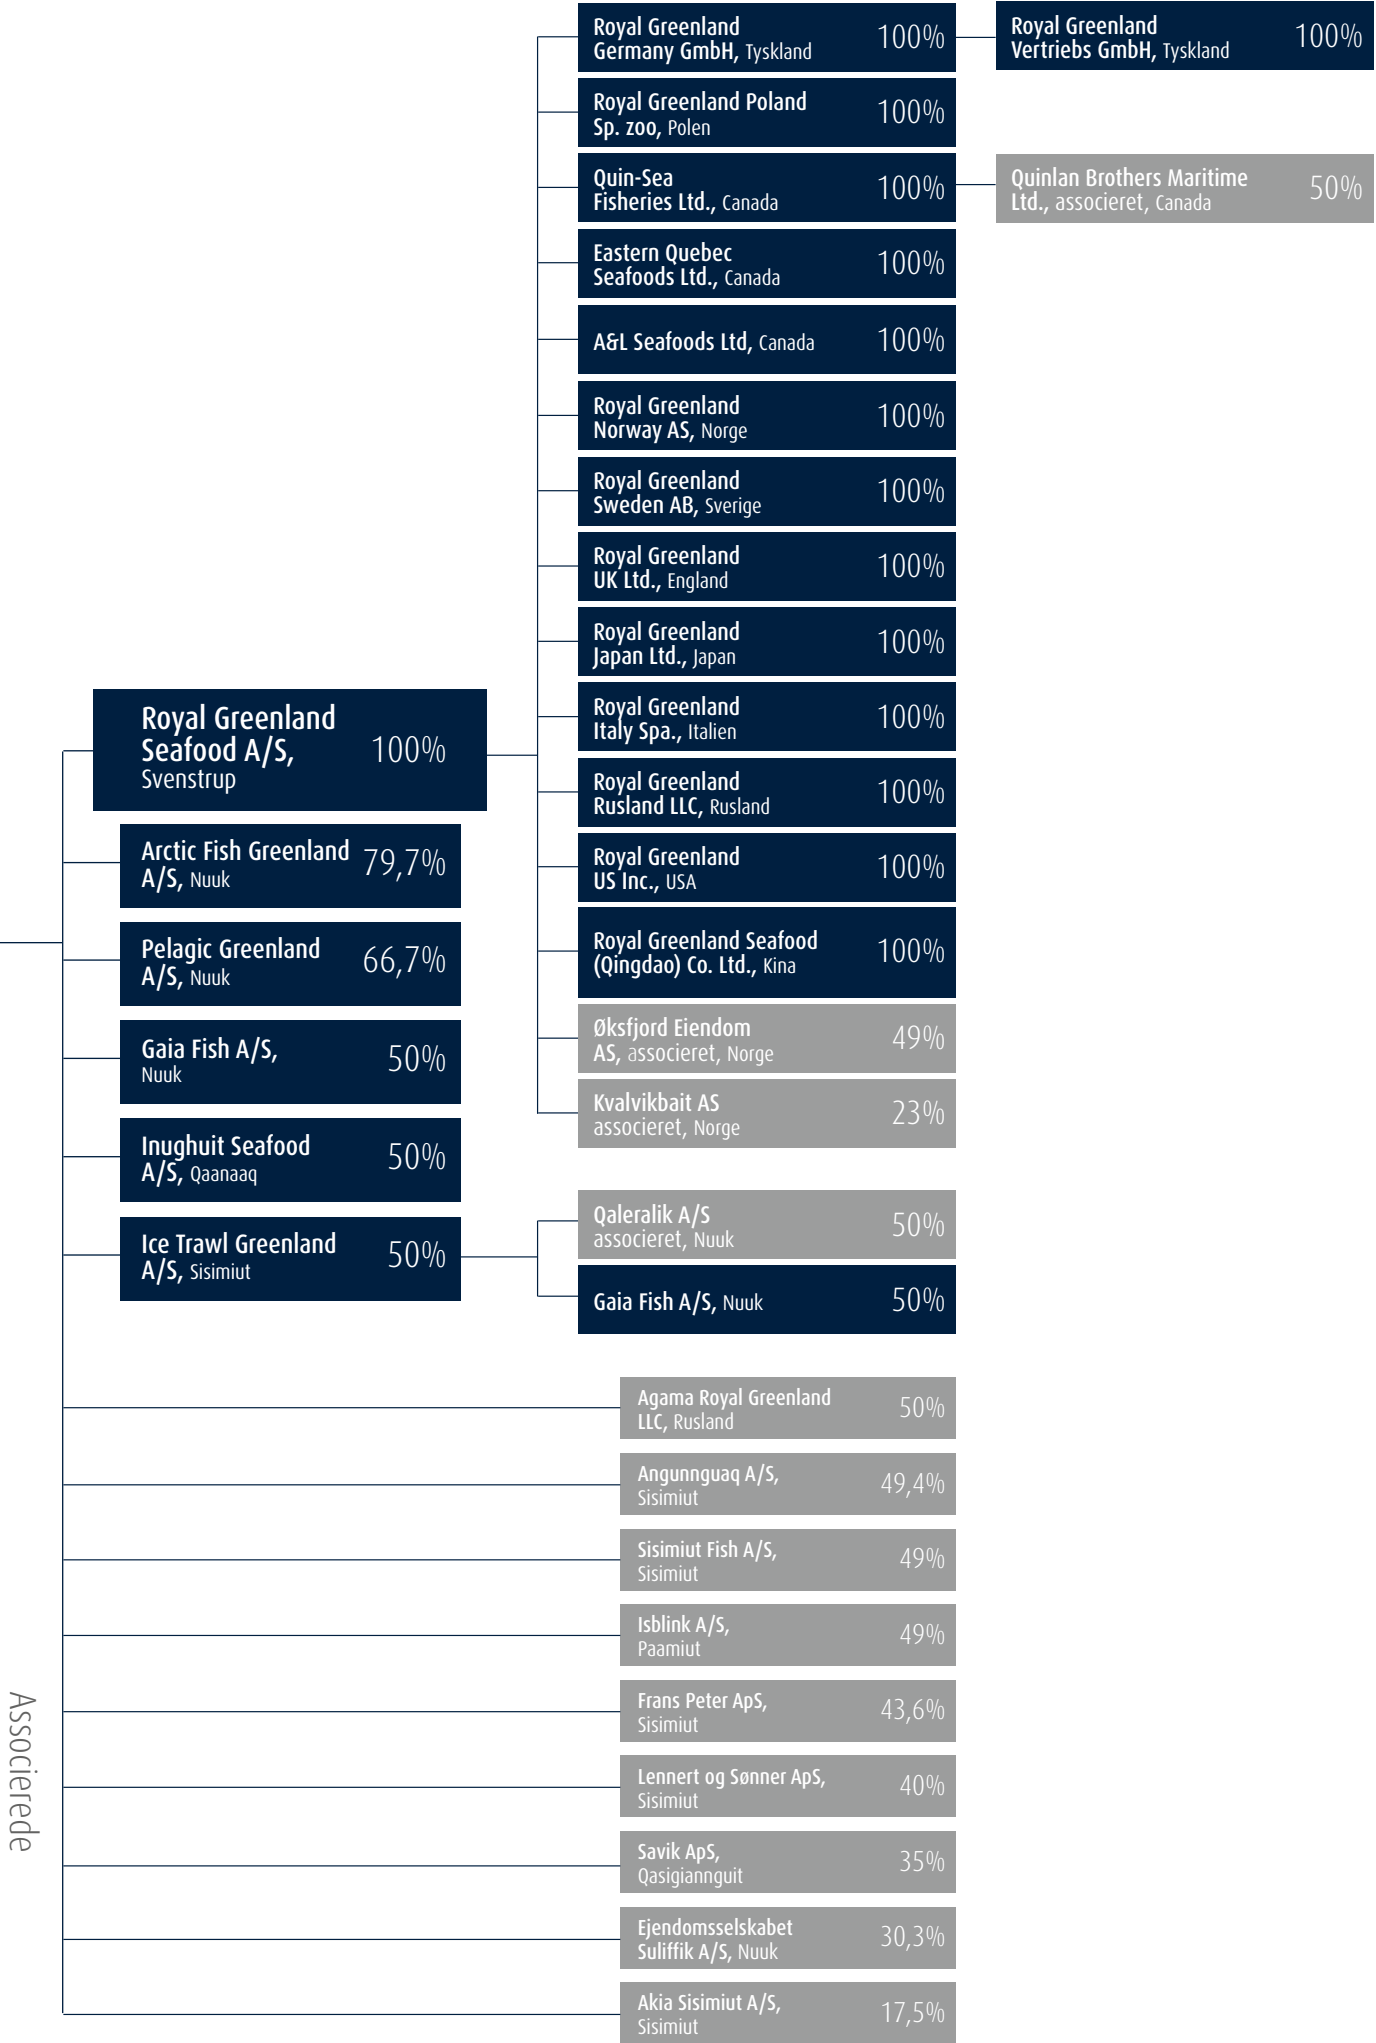 Royal Greenland
Germany GmbH, Tyskland
100%
Royal Greenland
Vertriebs GmbH, Tyskland
100%
Royal Greenland Poland
Sp. zoo, Polen
100%
Quin-Sea
Fisheries Ltd., Canada
100%
Quinlan Brothers Maritime
Ltd., associeret, Canada
50%
Eastern Quebec
Seafoods Ltd., Canada
100%
A&L Seafoods Ltd, Canada
100%
Royal Greenland
Norway AS, Norge
100%
Royal Greenland
Sweden AB, Sverige
100%
Royal Greenland
UK Ltd., England
100%
Royal Greenland
Japan Ltd., Japan
100%
Royal Greenland
Italy Spa., Italien
100%
Royal Greenland
Rusland LLC, Rusland
100%
Royal Greenland
US Inc., USA
100%
Royal Greenland Seafood
(Qingdao) Co. Ltd., Kina
100%
Øksfjord Eiendom
AS, associeret, Norge
49%
Kvalvikbait AS
associeret, Norge
23%
Royal Greenland
Seafood A/S,
Svenstrup
100%
Arctic Fish Greenland
A/S, Nuuk
79,7%
Pelagic Greenland
A/S, Nuuk
66,7%
Gaia Fish A/S,
Nuuk
50%
Inughuit Seafood
A/S, Qaanaaq
50%
Ice Trawl Greenland
A/S, Sisimiut
50%
Qaleralik A/S
associeret, Nuuk
50%
Gaia Fish A/S, Nuuk
50%
Associerede
Agama Royal Greenland
LLC, Rusland
50%
Angunnguaq A/S,
Sisimiut
49,4%
Sisimiut Fish A/S,
Sisimiut
49%
Isblink A/S,
Paamiut
49%
Frans Peter ApS,
Sisimiut
43,6%
Lennert og Sønner ApS,
Sisimiut
40%
Savik ApS,
Qasigiannguit
35%
Ejendomsselskabet
Suliffik A/S, Nuuk
30,3%
Akia Sisimiut A/S,
Sisimiut
17,5%